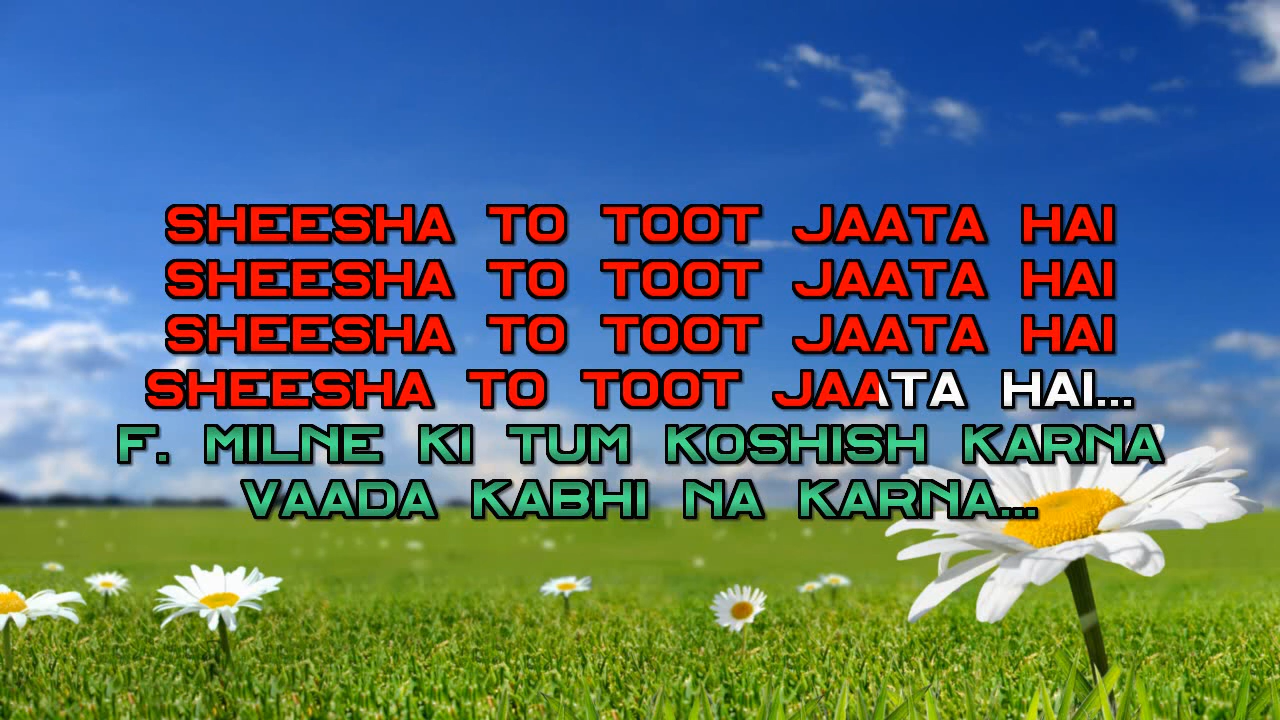 SHEESHA TO TOOT JAATA HAI
SHEESHA TO TOOT JAATA HAI
SHEESHA TO TOOT JAATA HAI
SHEESHA TO TOOT JAATA HAI...
F. MILNE KI TUM KOSHISH KARNA
VAADA KABHI NA KARNA...